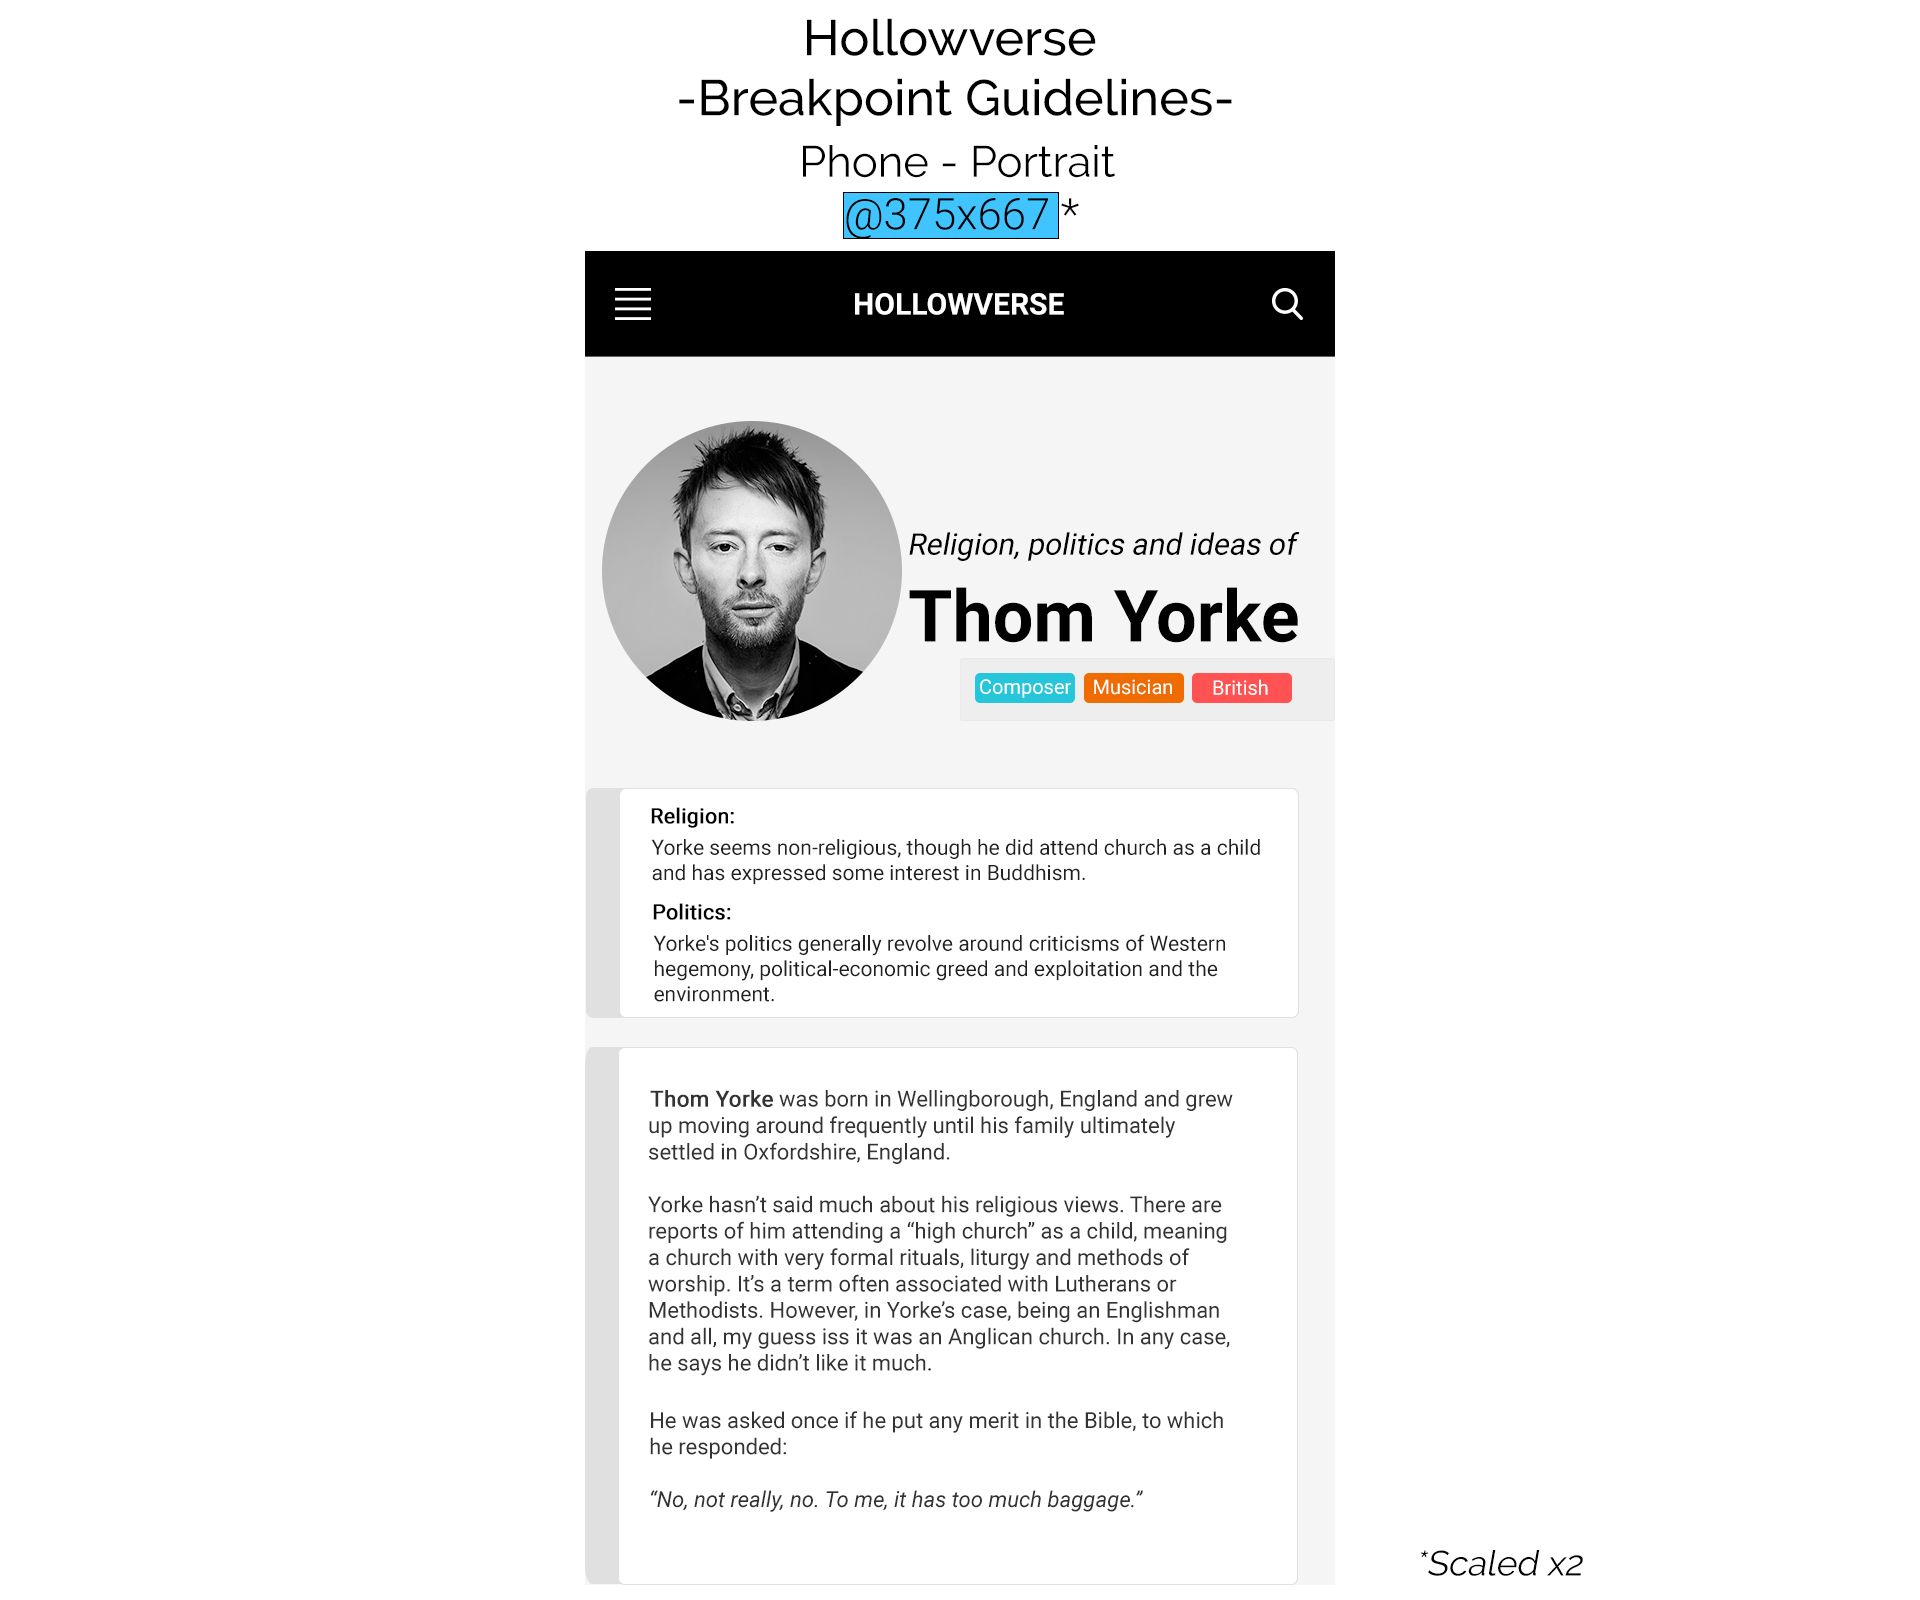 Hollowverse
-Breakpoint Guidelines-
Phone - Portrait
@375x667 *
HOLLOWVERSE
Religion, politics and ideas of
Thom Yorke
Composer Musician British
Religion:
Yorke seems non-religious, though he did attend church as a child
and has expressed some interest in Buddhism.
Politics:
Yorke's politics generally revolve around criticisms of Western
hegemony, political-economic greed and exploitation and the
environment.
Thom Yorke was born in Wellingborough, England and grew
up moving around frequently until his family ultimately
settled in Oxfordshire, England.
Yorke hasn’t said much about his religious views. There are
reports of him attending a “high church” as a child, meaning
a church with very formal rituals, liturgy and methods of
worship. It’s a term often associated with Lutherans or
Methodists. However, in Yorke’s case, being an Englishman
and all, my guess iss it was an Anglican church. In any case,
he says he didn’t like it much.
He was asked once if he put any merit in the Bible, to which
he responded:
“No, not really, no. To me, it has too much baggage.”
*Scaled x2